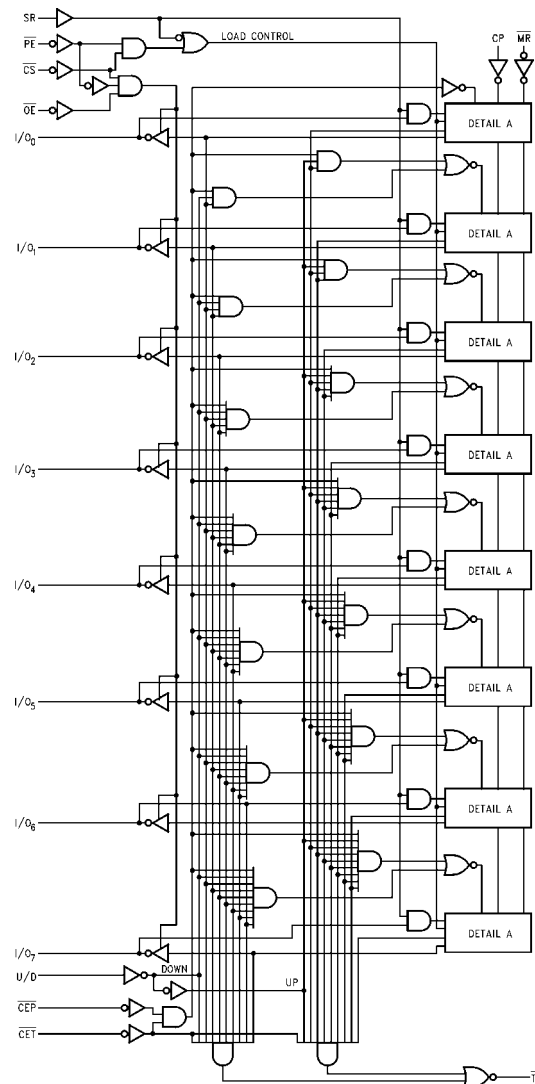 SR
PE
CS
OE
LOAD CONTROL
CP
MR
I/O0
DETAIL A
I/O1
DETAIL A
I/O2
DETAIL A
I/O3
DETAIL A
I/O4
DETAIL A
I/O5
DETAIL A
I/O6
DETAIL A
I/O7
DETAIL A
U/D
DOWN
UP
CEP
CET